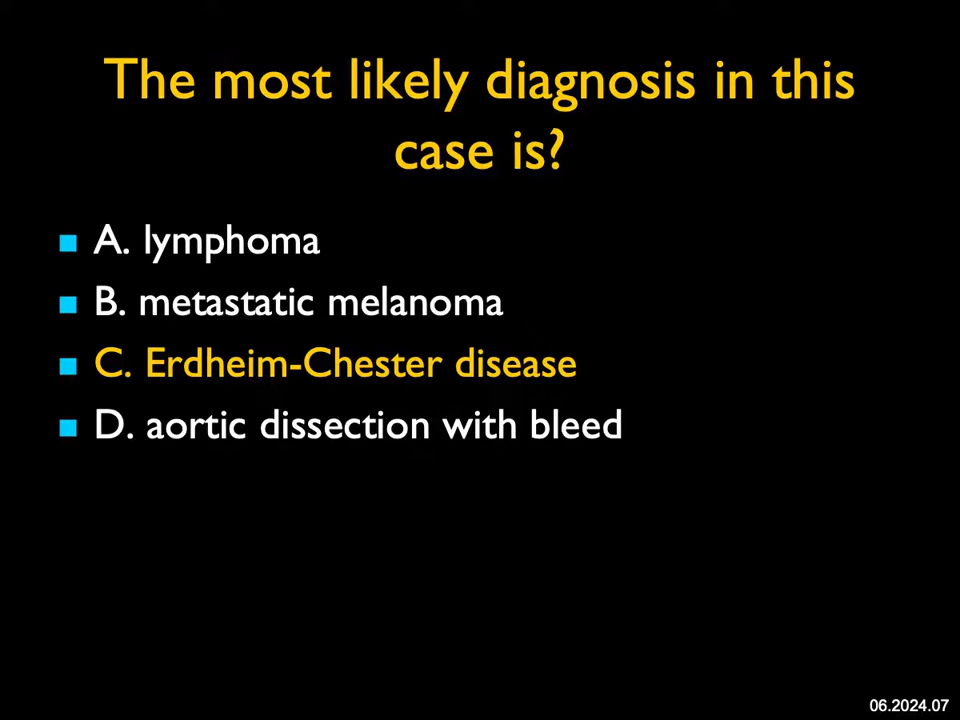 The most likely diagnosis in this
case is?
A. lymphoma
B. metastatic melanoma
C. Erdheim-Chester disease
D. aortic dissection with bleed
06.2024.07